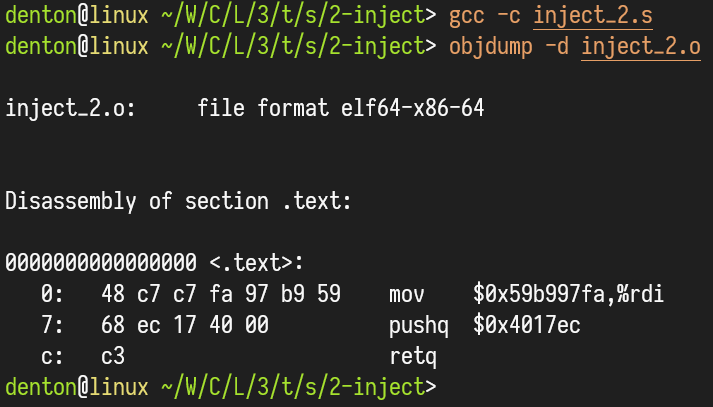 denton@linux ~/W/C/L/3/t/s/2-inject> gcc -c inject_2.s
denton@linux ~/W/C/L/3/t/s/2-inject> objdump -d inject_2.o
inject_2.o:     file format elf64-x86-64
Disassembly of section .text:
0000000000000000 <.text>:
   0:   48 c7 c7 fa 97 b9 59    mov    $0x59b997fa,%rdi
   7:   68 ec 17 40 00          pushq  $0x4017ec
   c:   c3                      retq
denton@linux ~/W/C/L/3/t/s/2-inject>